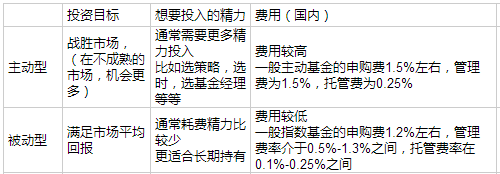 投资目标 想要投入的精力 费用（国内）
主动型
战胜市场，
（在不成熟的
市场，机会更
多）
通常需要更多精
力投入
比如选策略，选
时，选基金经理
等等
费用较高
一般主动基金的申购费1.5%左右，管理
费为1.5%，托管费为0.25%
被动型
满足市场平均
回报
通常耗费精力比
较少
更适合长期持有
费用较低
一般指数基金的申购费1.2%左右，管理
费率介于0.5%-1.3%之间，托管费率在
0.1%-0.25%之间